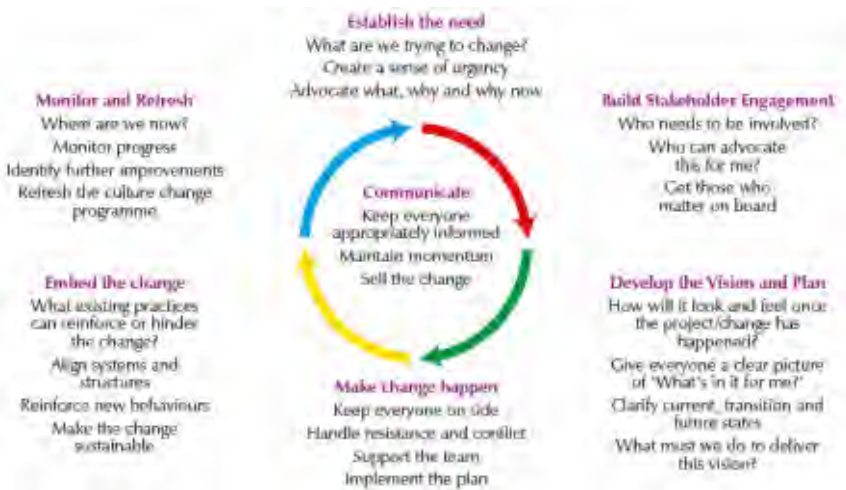 Establish the need
What are we trying to change?
Create a sense of urgency
Advocate what, why and why now
Build Stakeholder Engagement
Who needs to be involved?
Who can advocate
this for me?
Get those who
matter on board
Develop the Vision and Plan
How will it look and feel once
the project/change has
happened?
Give everyone a clear picture
of 'What's in it for me?'
Clarify current, transition and
future states
What must we do to deliver
this vision?
Make change happen
Keep everyone on side
Handle resistance and conflict
Support the team
Implement the plan
Embed the change
What existing practices
can reinforce or hinder
the change?
Align systems and
structures
Reinforce new behaviours
Make the change
sustainable
Monitor and Refresh
Where are we now?
Monitor progress
Identify further improvements
Refresh the culture change
programme
Communicate
Keep everyone
appropriately informed
Maintain momentum
Sell the change